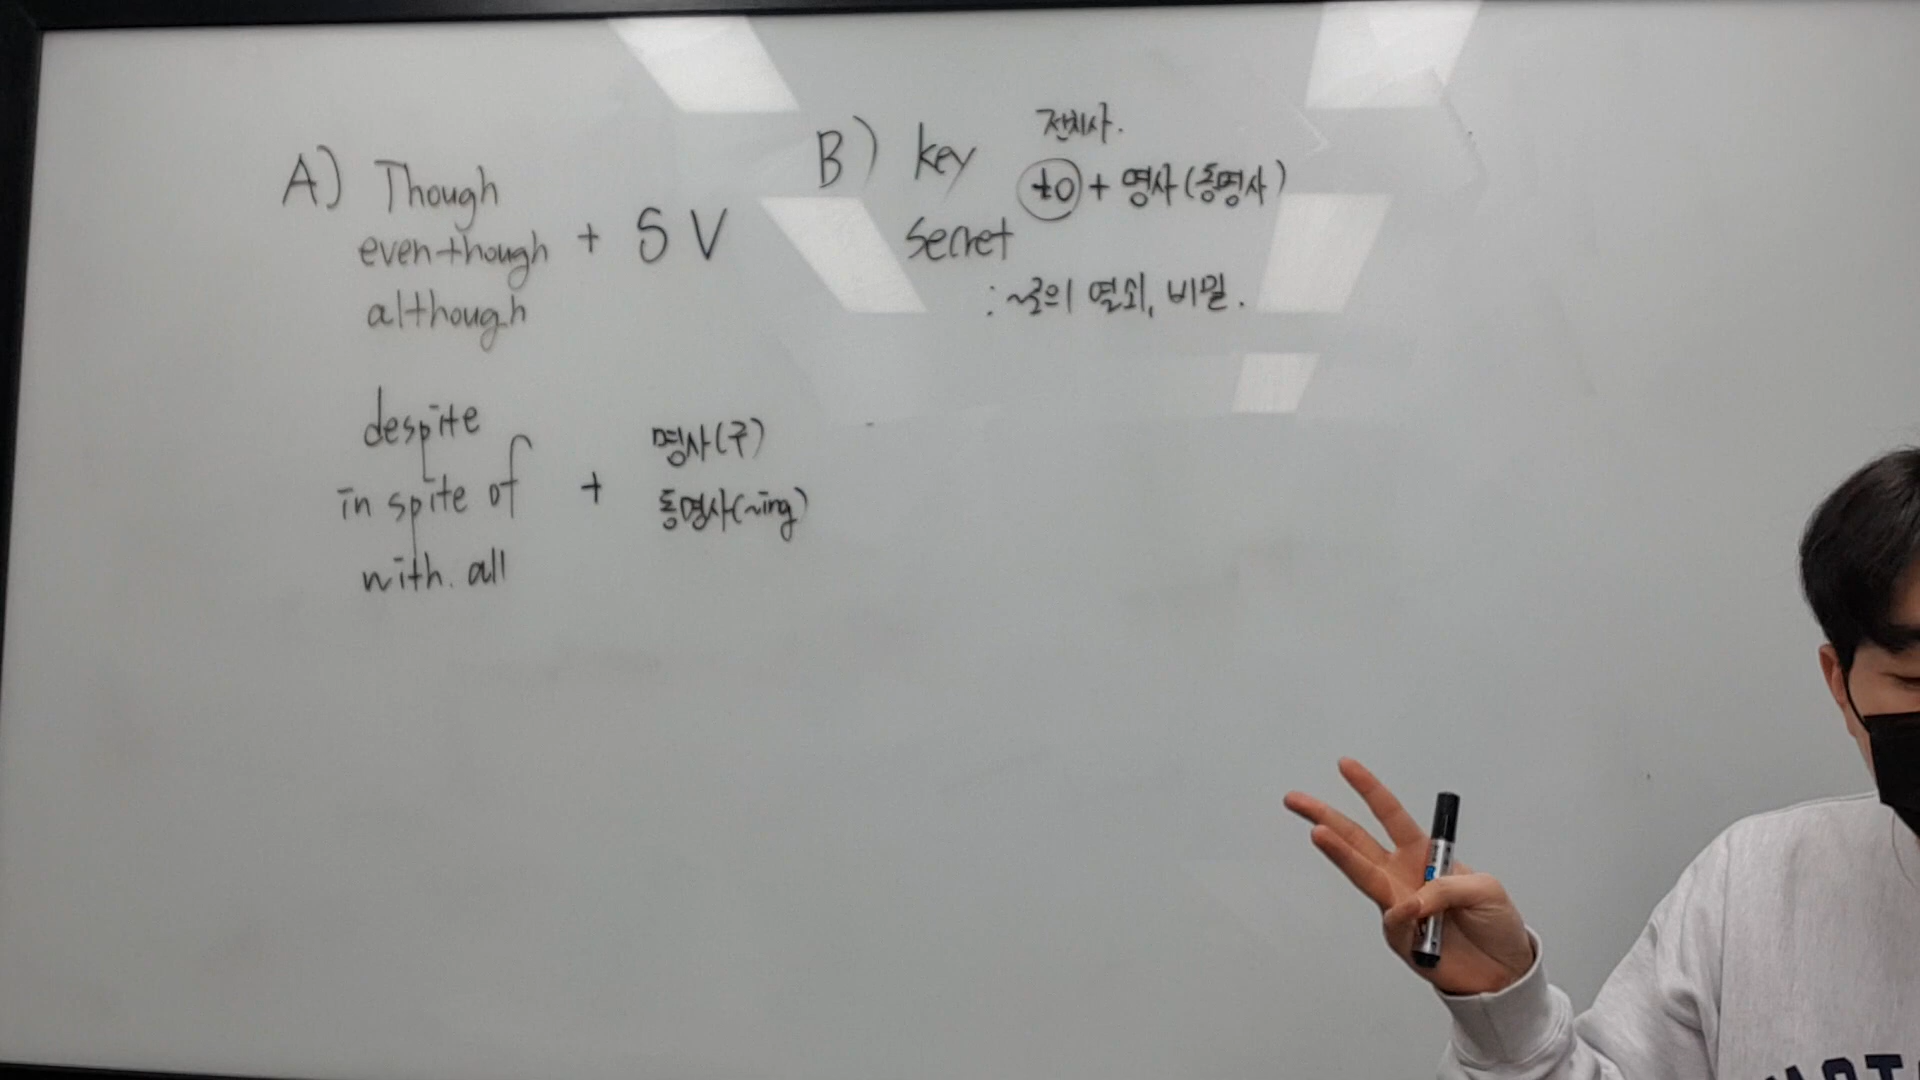 A) Though
even though + S V
although
despite
in spite of + 명사(구)
동명사(~ing)
with. all
B) key
전치사.
to + 명사(동명사)
Secret
: ~로의 열쇠, 비밀.